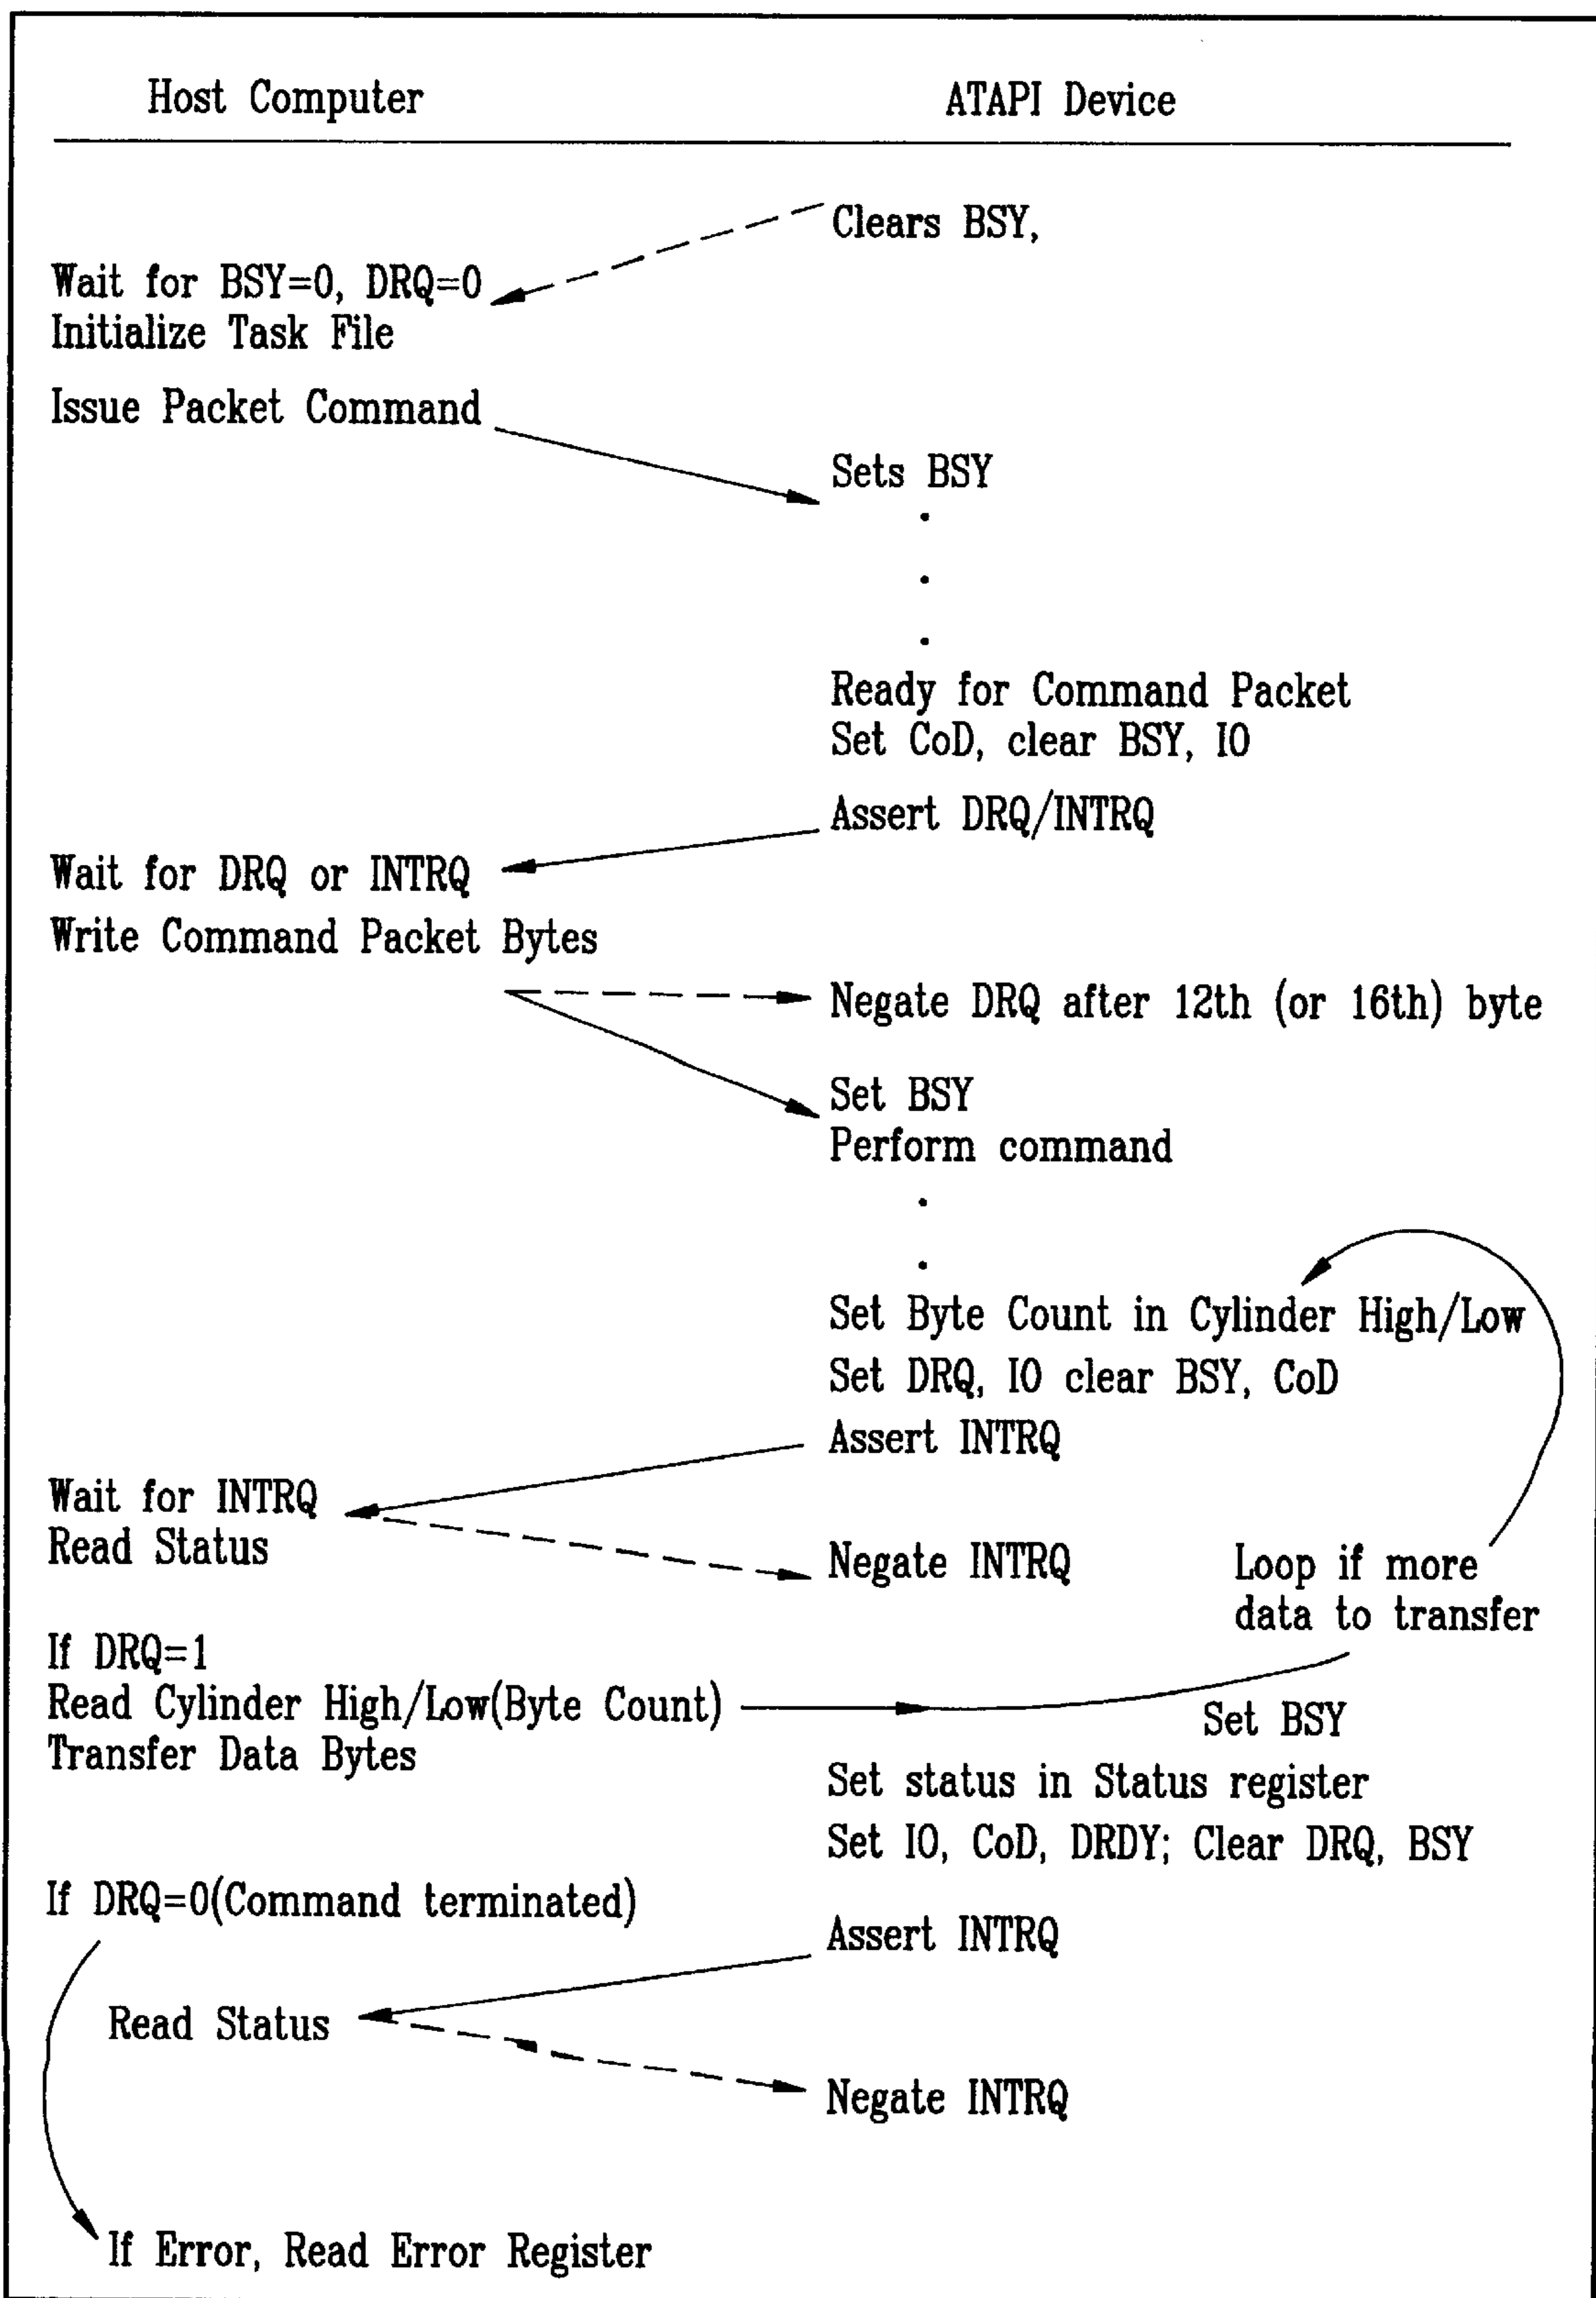 Host Computer
ATAPI Device
Clears BSY,
Wait for BSY=0, DRQ=0
Initialize Task File
Issue Packet Command
Sets BSY
.
.
.
Ready for Command Packet
Set CoD, clear BSY, IO
Assert DRQ/INTRQ
Wait for DRQ or INTRQ
Write Command Packet Bytes
Negate DRQ after 12th (or 16th) byte
Set BSY
Perform command
.
.
Set Byte Count in Cylinder High/Low
Set DRQ, IO clear BSY, CoD
Assert INTRQ
Wait for INTRQ
Read Status
Negate INTRQ
Loop if more
data to transfer
If DRQ=1
Read Cylinder High/Low(Byte Count)
Set BSY
Transfer Data Bytes
Set status in Status register
Set IO, CoD, DRDY; Clear DRQ, BSY
If DRQ=0(Command terminated)
Assert INTRQ
Read Status
Negate INTRQ
If Error, Read Error Register